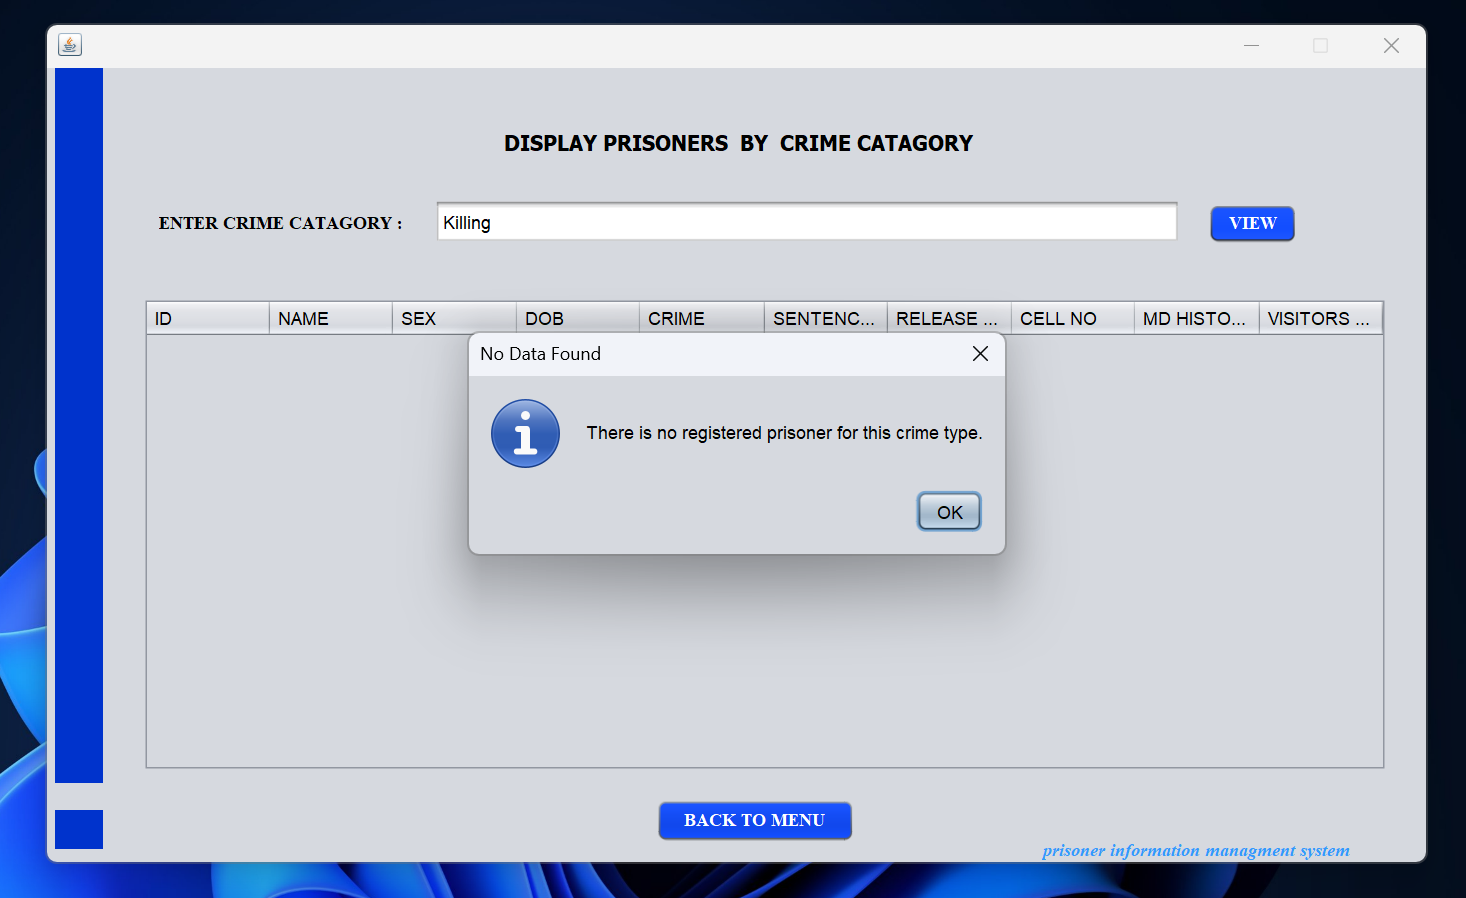 DISPLAY PRISONERS BY CRIME CATAGORY
ENTER CRIME CATAGORY : Killing VIEW
ID NAME SEX DOB CRIME SENTENC... RELEASE ... CELL NO MD HISTO... VISITORS ...
No Data Found
There is no registered prisoner for this crime type.
OK
BACK TO MENU
prisoner information managment system